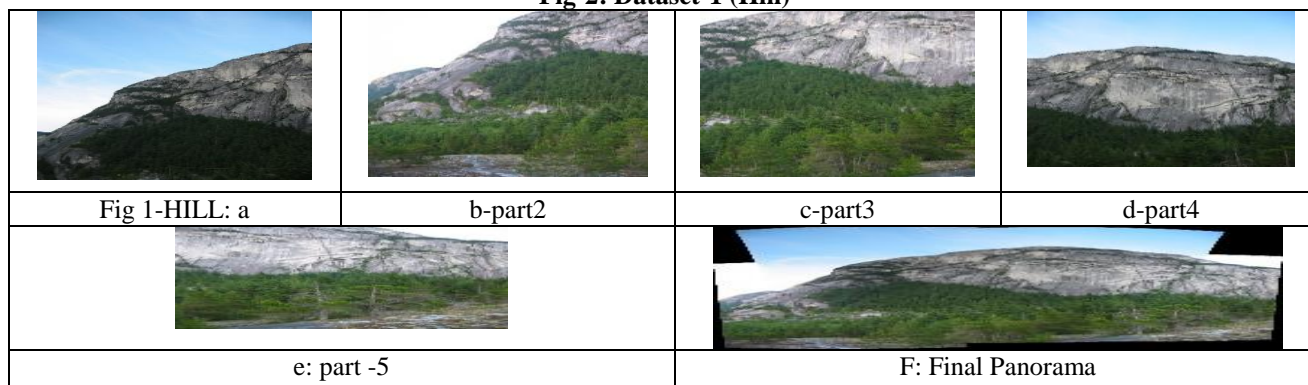 Fig 2: Dataset-1 (Hill)
Fig 1-HILL: a
b-part2
c-part3
d-part4
e: part -5
F: Final Panorama